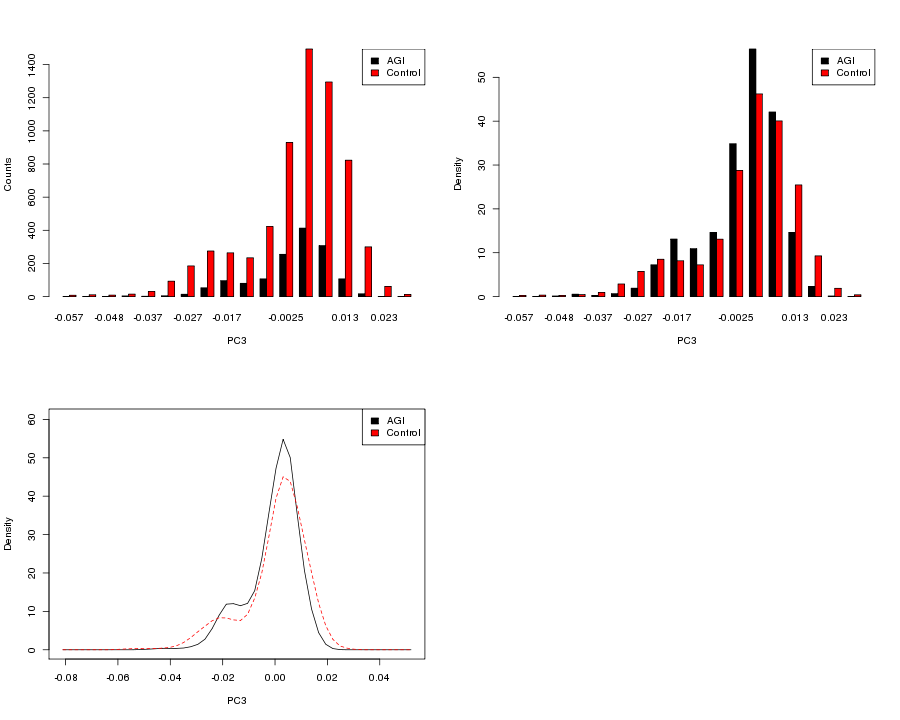 AGI
Control
Counts
0 200 400 600 800 1000 1200 1400
-0.057 -0.048 -0.037 -0.027 -0.017 -0.0025 0.013 0.023
PC3
AGI
Control
Density
0 10 20 30 40 50
-0.057 -0.048 -0.037 -0.027 -0.017 -0.0025 0.013 0.023
PC3
AGI
Control
Density
0 10 20 30 40 50 60
-0.08 -0.06 -0.04 -0.02 0.00 0.02 0.04
PC3